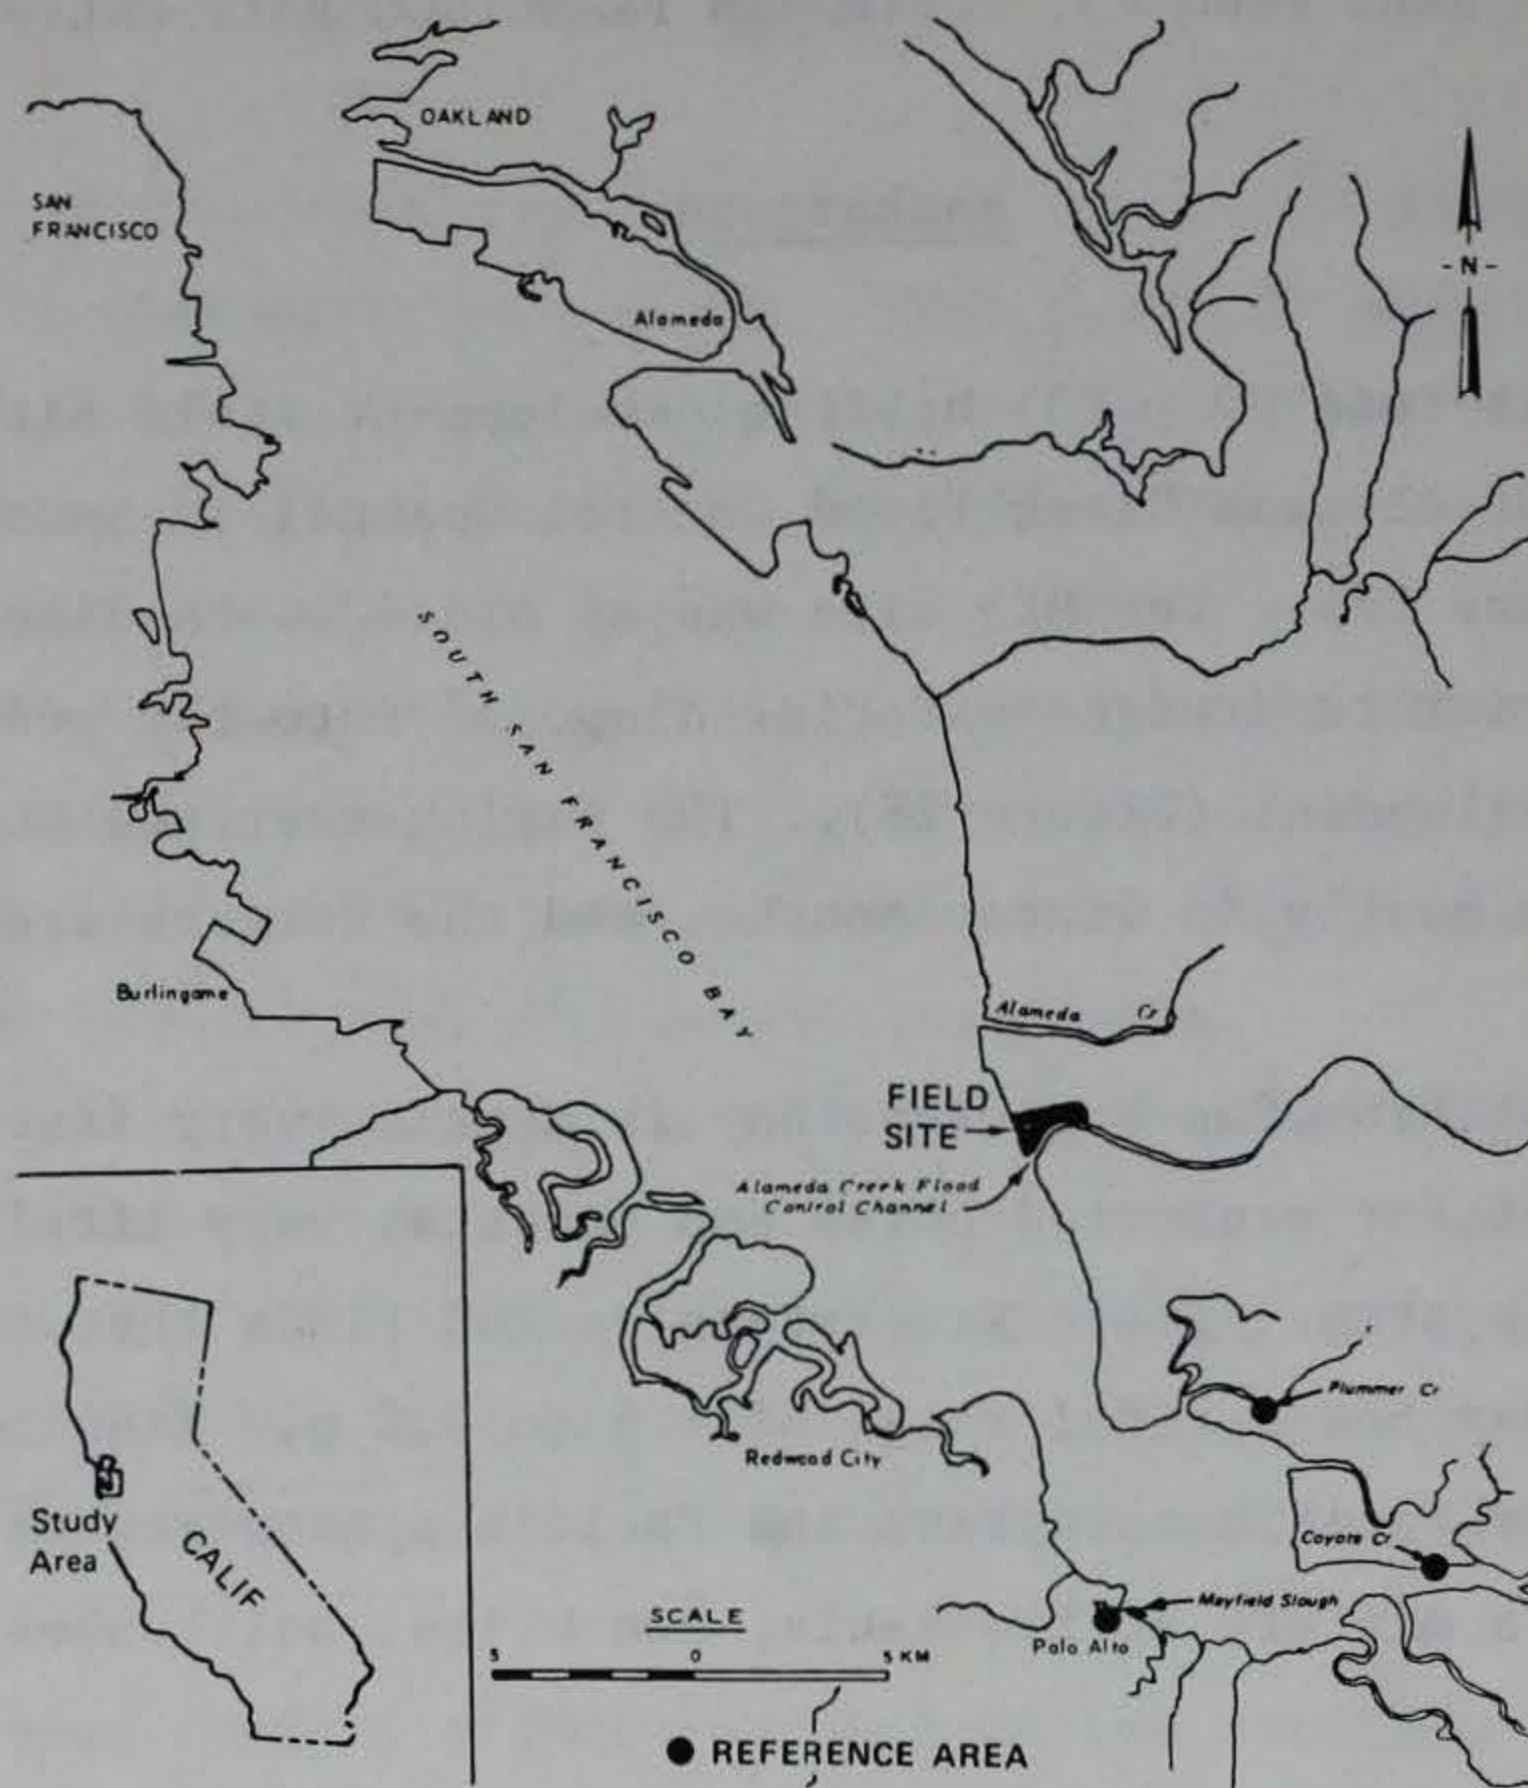 OAKLAND
SAN
FRANCISCO
- N -
Alameda
SOUTH SAN FRANCISCO BAY
Burlingame
Alameda Cr
FIELD
SITE
Alameda Creek Flood
Control Channel
Plummer Cr
Redwood City
Coyote Cr
Study
Area
CALIF
Mayfield Slough
Palo Alto
SCALE
5 0 5 KM
REFERENCE AREA